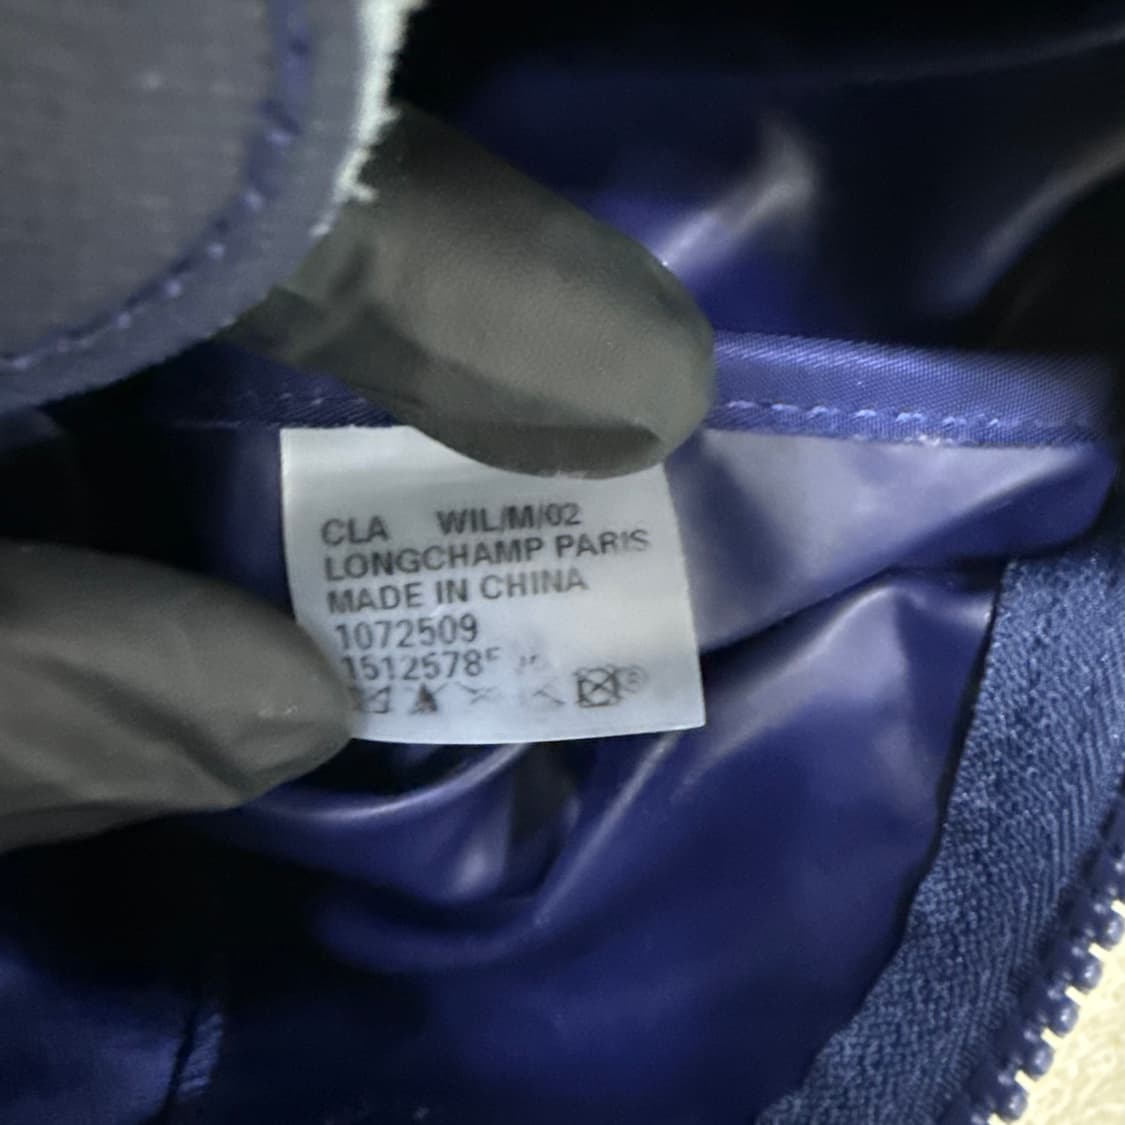 CLA WIL/M/02
LONGCHAMP PARIS
MADE IN CHINA
1072509